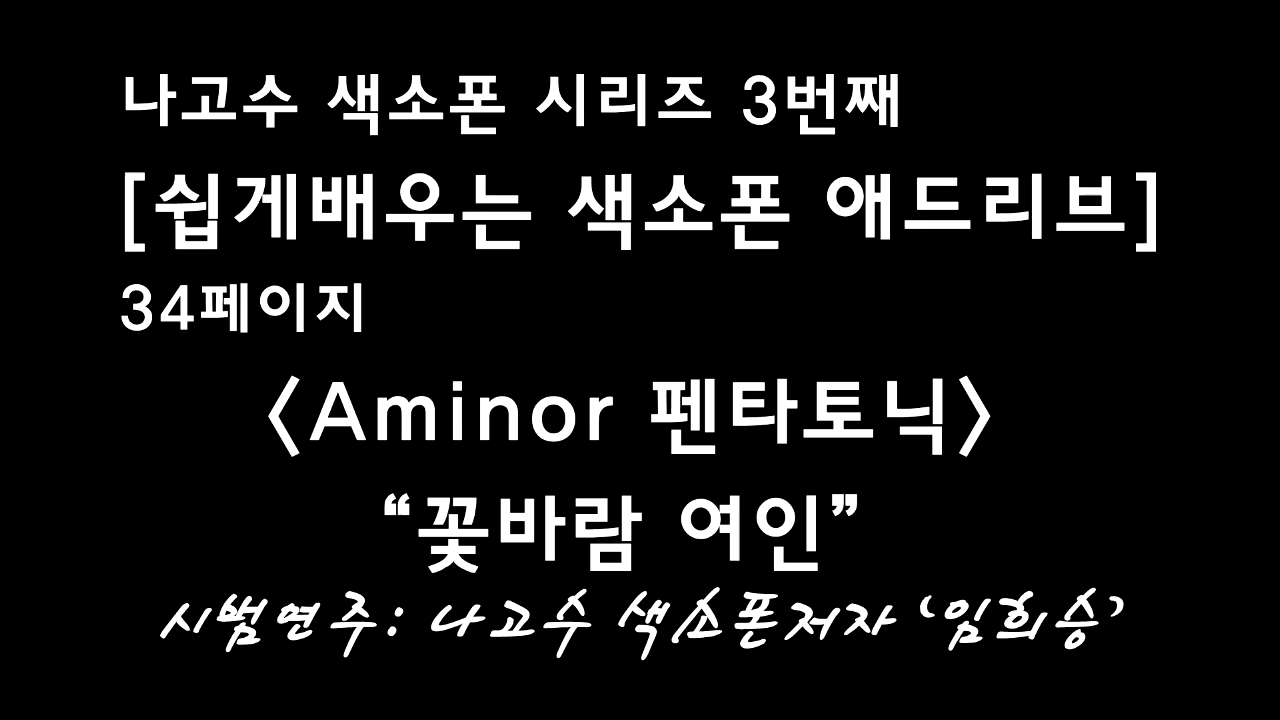 나고수 색소폰 시리즈 3번째
[쉽게배우는 색소폰 애드리브]
34페이지
<Aminor 펜타토닉>
“꽃바람 여인”
시범연주: 나고수 색소폰저자 ‘임희승’